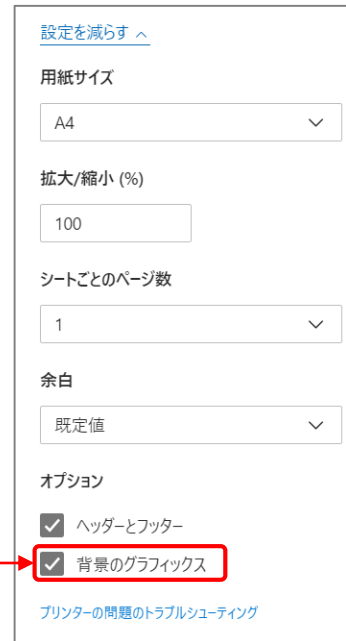 設定を減らす
用紙サイズ
A4
拡大/縮小 (%)
100
シートごとのページ数
1
余白
既定値
オプション
ヘッダーとフッター
背景のグラフィックス
プリンターの問題のトラブルシューティング